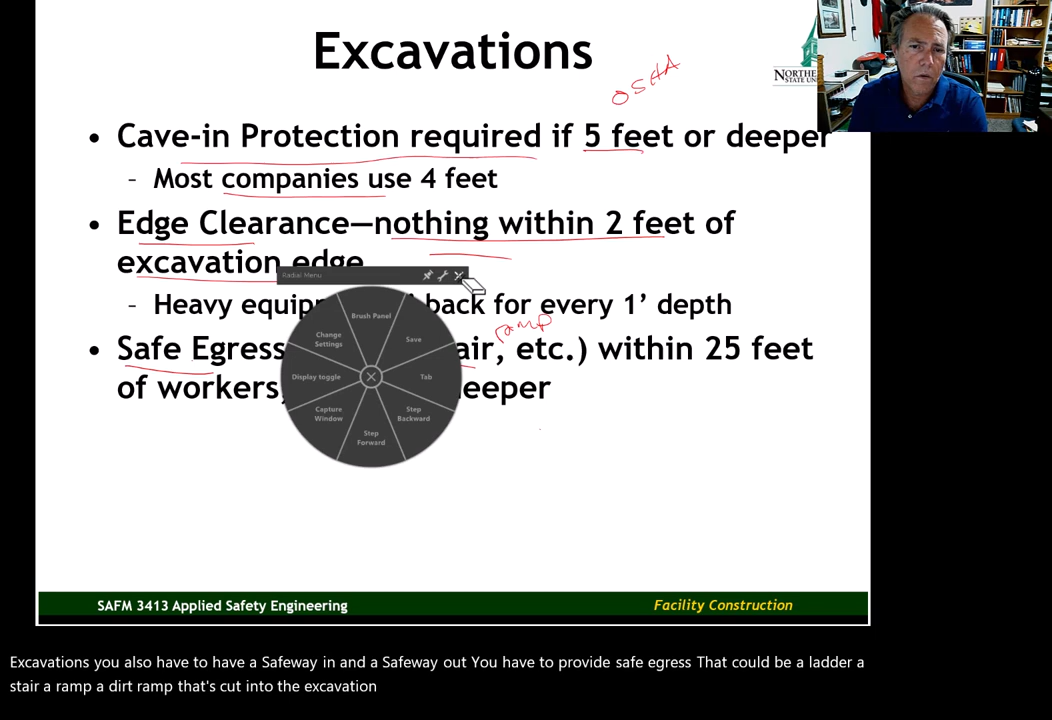 Excavations
OSHA
NORTHE
STATE UN
• Cave-in Protection required if 5 feet or deeper
– Most companies use 4 feet
• Edge Clearance—nothing within 2 feet of
excavation edge
Radial Menu
– Heavy equip back for every 1’ depth
ramp
• Safe Egress air, etc.) within 25 feet
of workers, deeper
Brush Panel
Change Settings
Save
Display toggle
Tab
Capture Window
Step Backward
Step Forward
SAFM 3413 Applied Safety Engineering
Facility Construction
Excavations you also have to have a Safeway in and a Safeway out You have to provide safe egress That could be a ladder a
stair a ramp a dirt ramp that's cut into the excavation